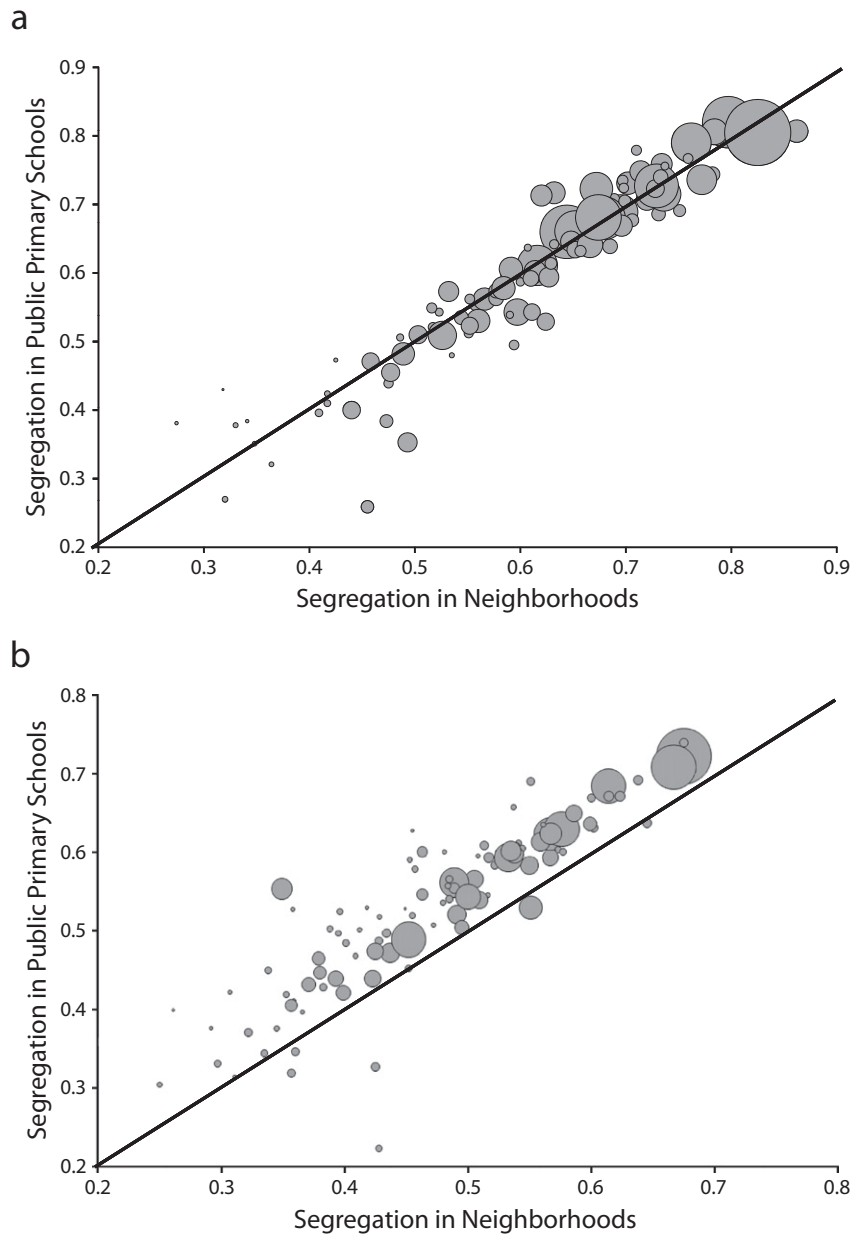 a
Segregation in Public Primary Schools
0.9
0.8
0.7
0.6
0.5
0.4
0.3
0.2
0.2 0.3 0.4 0.5 0.6 0.7 0.8 0.9
Segregation in Neighborhoods
b
Segregation in Public Primary Schools
0.8
0.7
0.6
0.5
0.4
0.3
0.2
0.2 0.3 0.4 0.5 0.6 0.7 0.8
Segregation in Neighborhoods